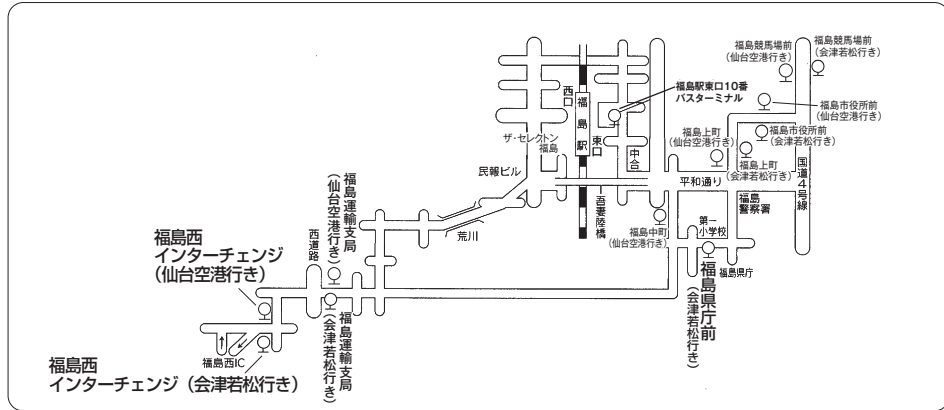 福島競馬場前
(仙台空港行き)
福島競馬場前
(会津若松行き)
福島駅東口10番
バスターミナル
福島市役所前
(仙台空港行き)
福島市役所前
(会津若松行き)
福島上町
(仙台空港行き)
福島上町
(会津若松行き)
西口
福島駅
東口
ザ・セレクトン
福島
中合
民報ビル
平和通り
国道4号線
福島
警察署
吾妻陸橋
福島中町
(仙台空港行き)
第一
小学校
福島県庁
福島県庁前
(会津若松行き)
荒川
福島運輸支局
(仙台空港行き)
西道路
福島西
インターチェンジ
(仙台空港行き)
福島運輸支局
(会津若松行き)
福島西IC
福島西
インターチェンジ(会津若松行き)